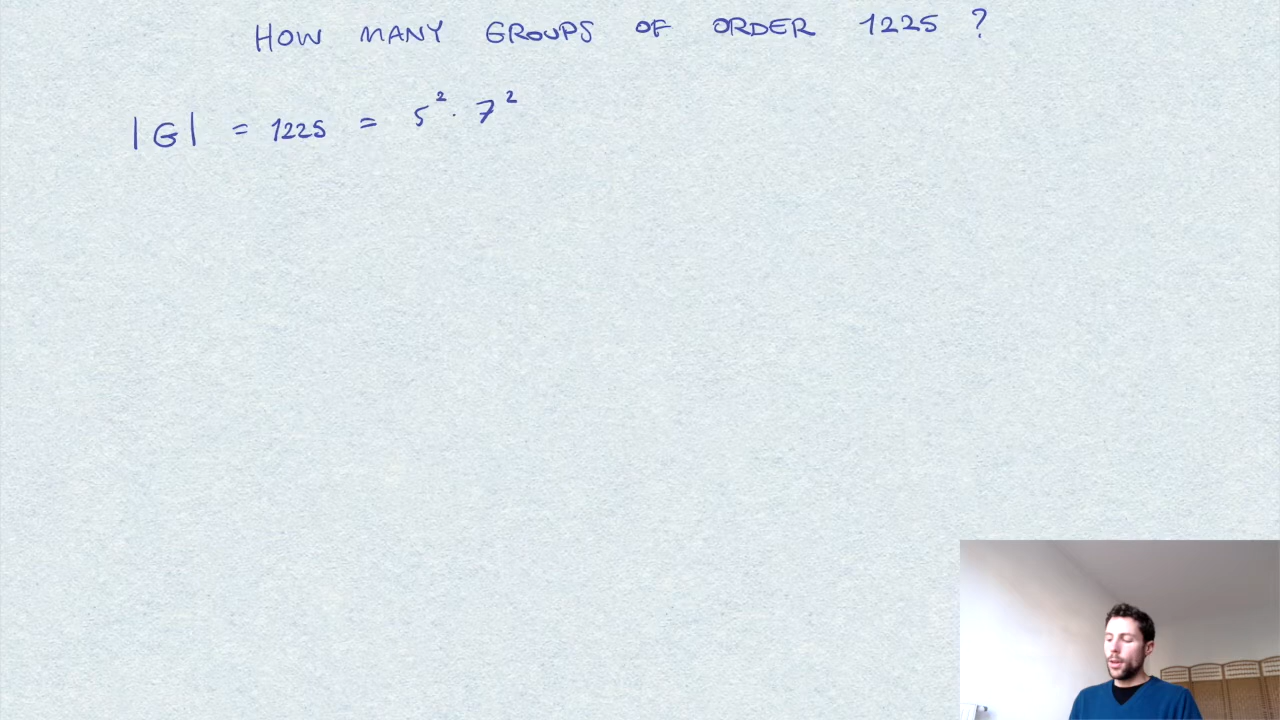 HOW MANY GROUPS OF ORDER 1225 ?
|G| = 1225 = 5² · 7²